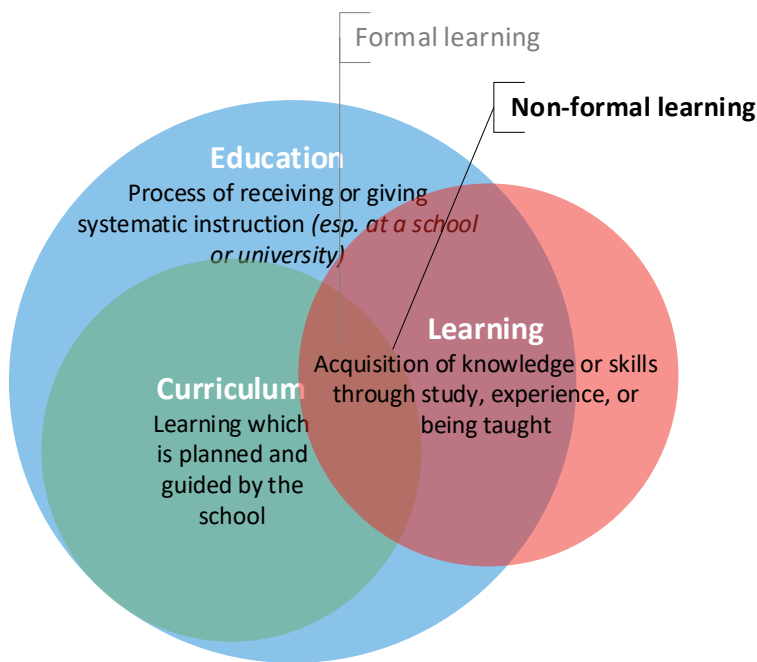 Formal learning
Non-formal learning
Education
Process of receiving or giving
systematic instruction (esp. at a school
or university)
Learning
Acquisition of knowledge or skills
through study, experience, or
being taught
Curriculum
Learning which
is planned and
guided by the
school